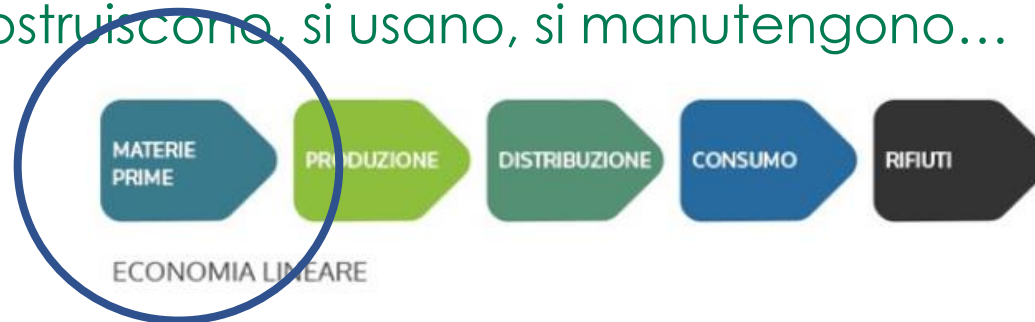 ostruiscono, si usano, si manutengono…
MATERIE
PRIME
PRODUZIONE
DISTRIBUZIONE
CONSUMO
RIFIUTI
ECONOMIA LINEARE